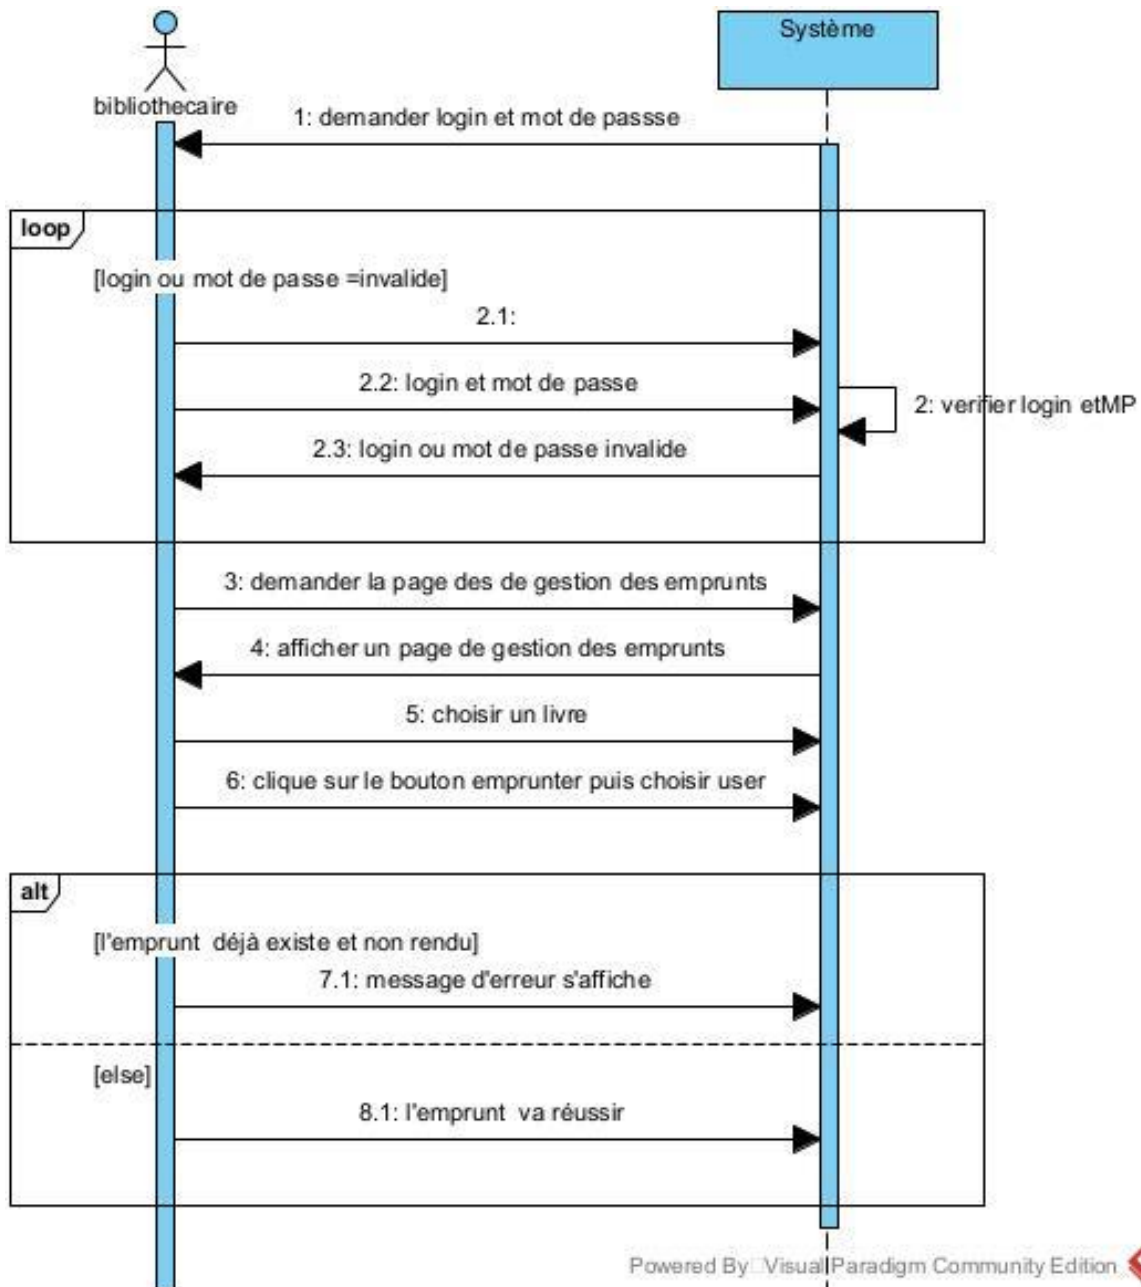 Système
bibliothecaire
1: demander login et mot de passse
loop
[login ou mot de passe =invalide]
2.1:
2.2: login et mot de passe
2: verifier login etMP
2.3: login ou mot de passe invalide
3: demander la page des de gestion des emprunts
4: afficher un page de gestion des emprunts
5: choisir un livre
6: clique sur le bouton emprunter puis choisir user
alt
[l'emprunt déjà existe et non rendu]
7.1: message d'erreur s'affiche
[else]
8.1: l'emprunt va réussir
Powered By Visual Paradigm Community Edition